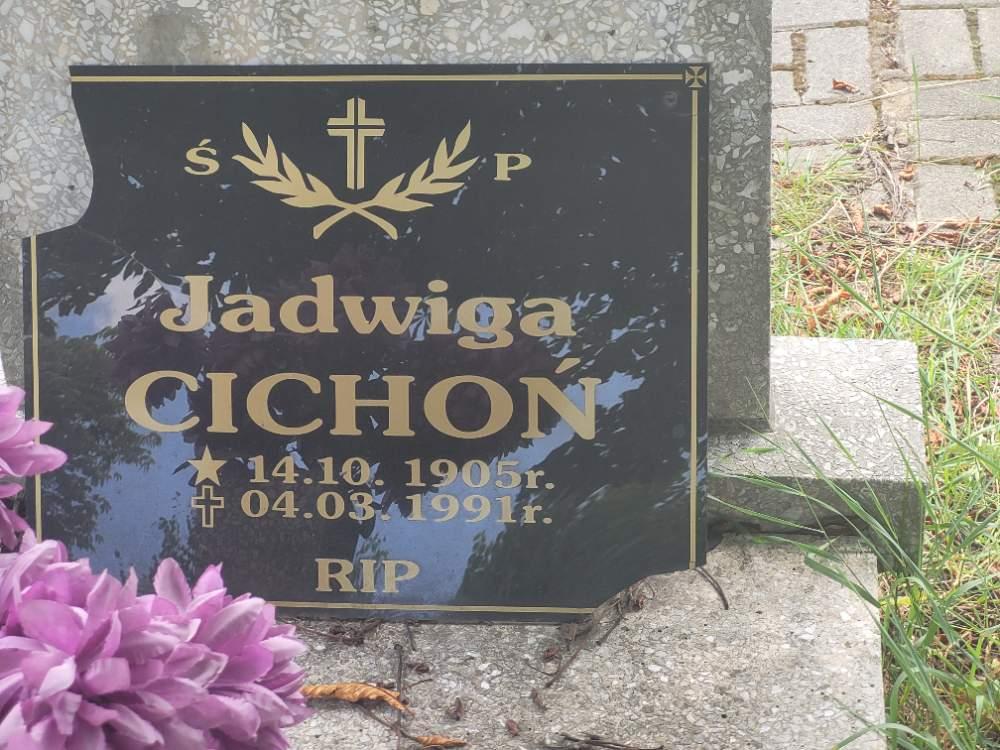 Ś P
Jadwiga
CICHOŃ
14.10. 1905r.
04.03. 1991r.
RIP